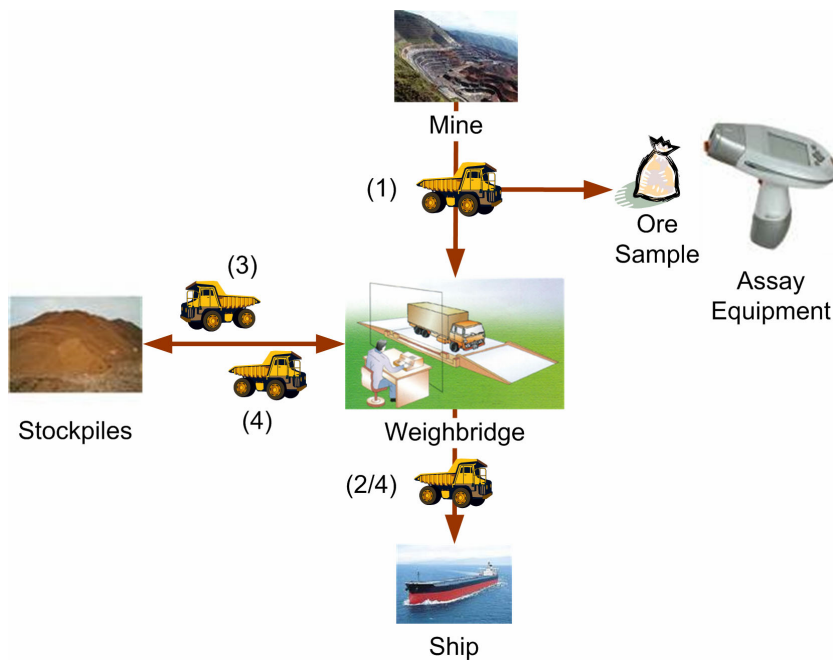 Mine
(1)
Ore
Sample
Assay
Equipment
(3)
(4)
Stockpiles
Weighbridge
(2/4)
Ship